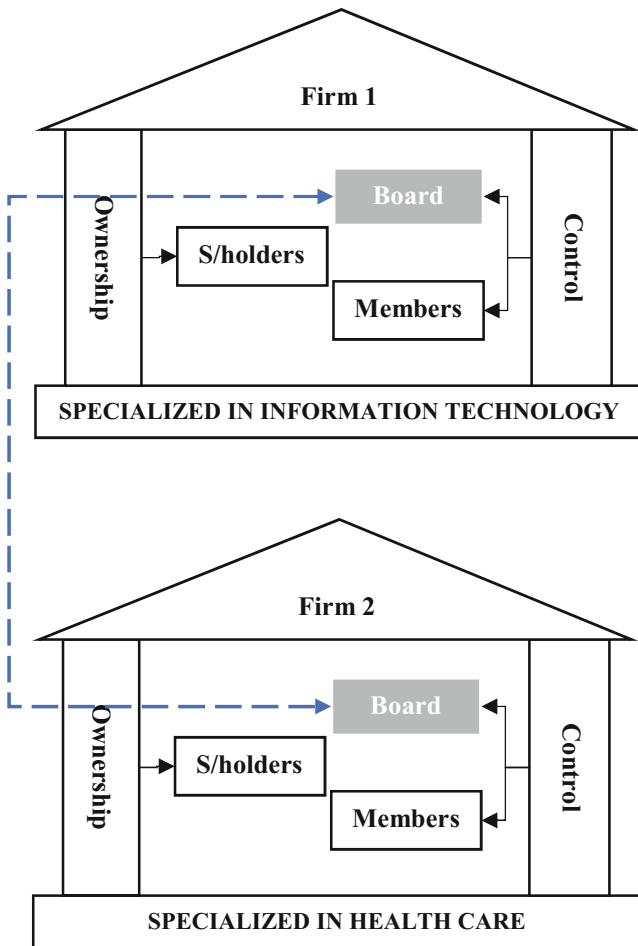 Firm 1
Ownership
Board
S/holders
Members
Control
SPECIALIZED IN INFORMATION TECHNOLOGY
Firm 2
Ownership
Board
S/holders
Members
Control
SPECIALIZED IN HEALTH CARE